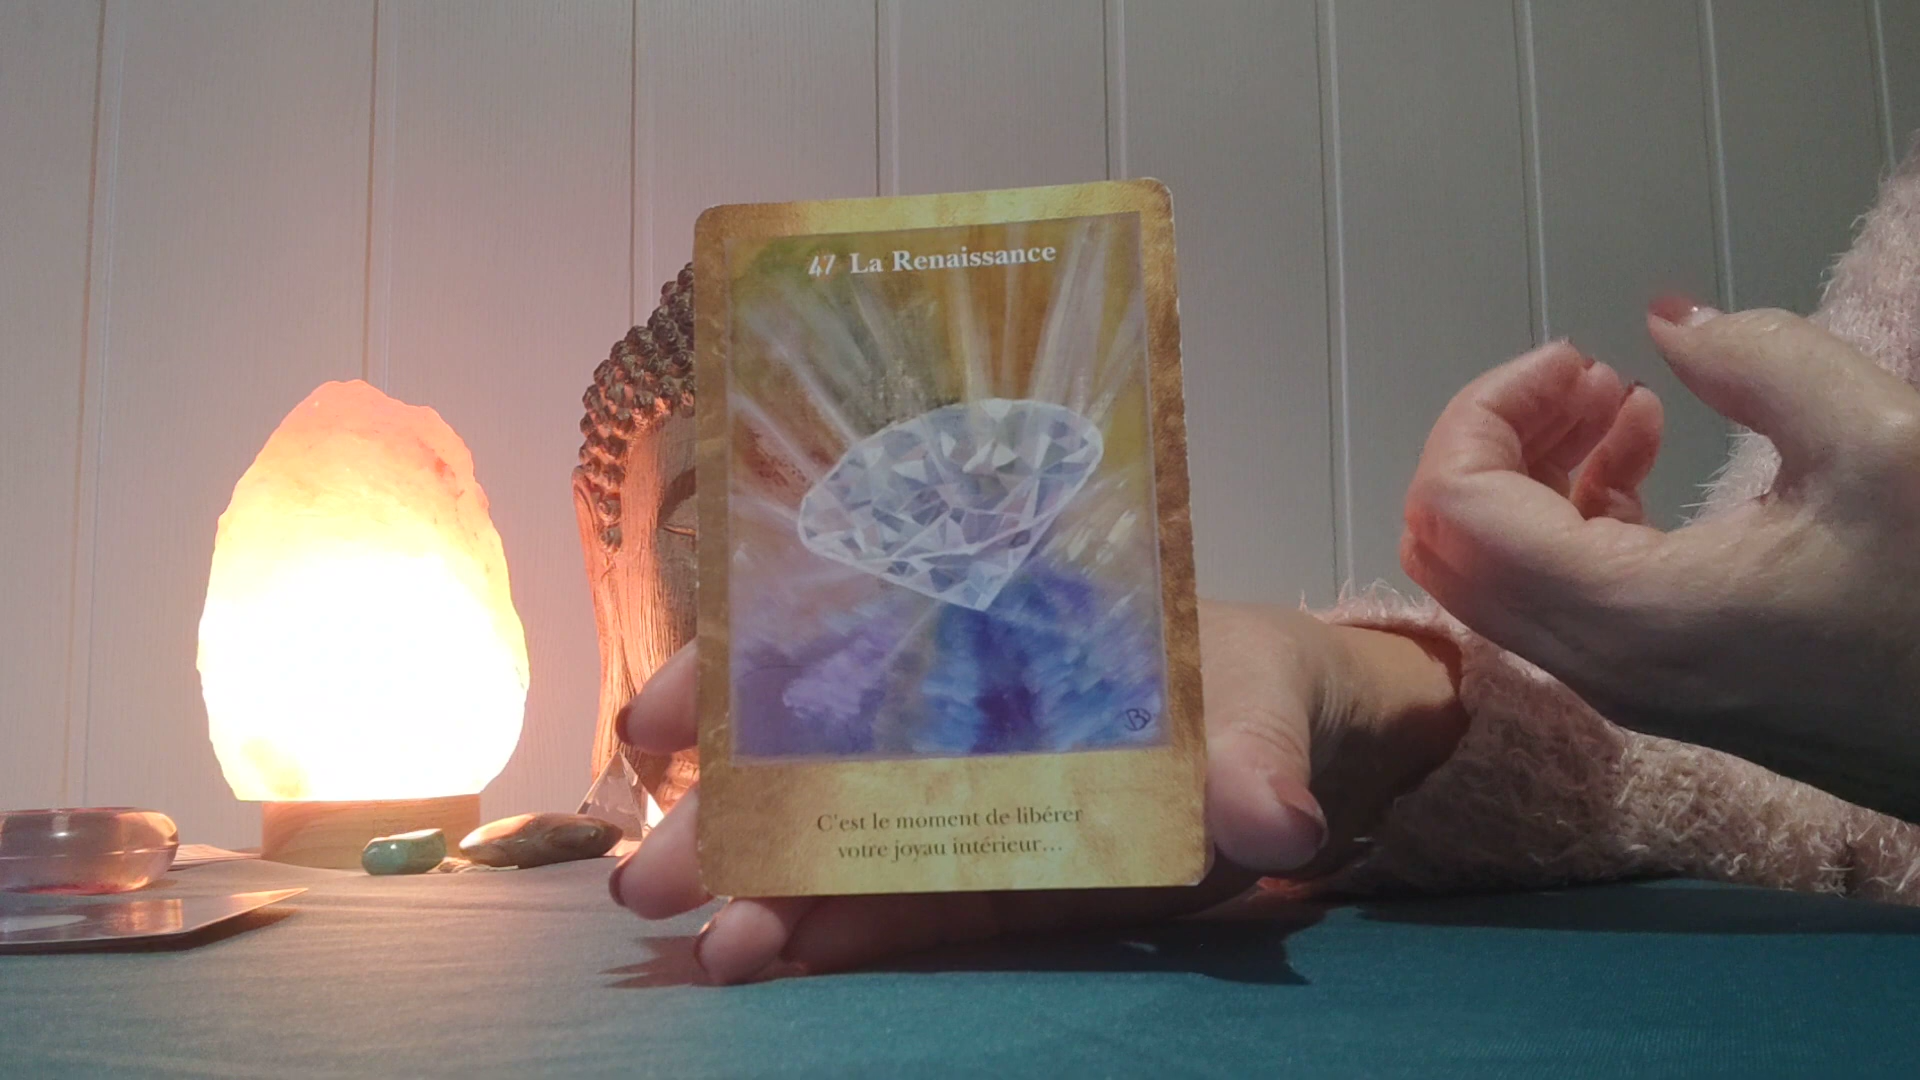 47 La Renaissance
C'est le moment de libérer
votre joyau intérieur...